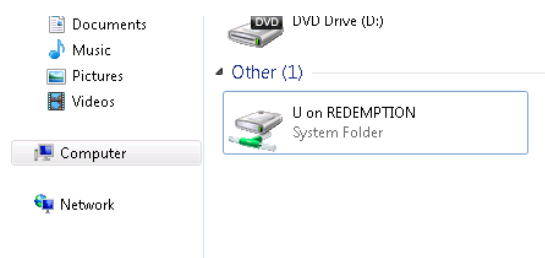 Documents
Music
Pictures
Videos
Computer
Network
DVD
DVD Drive (D:)
Other (1)
U on REDEMPTION
System Folder